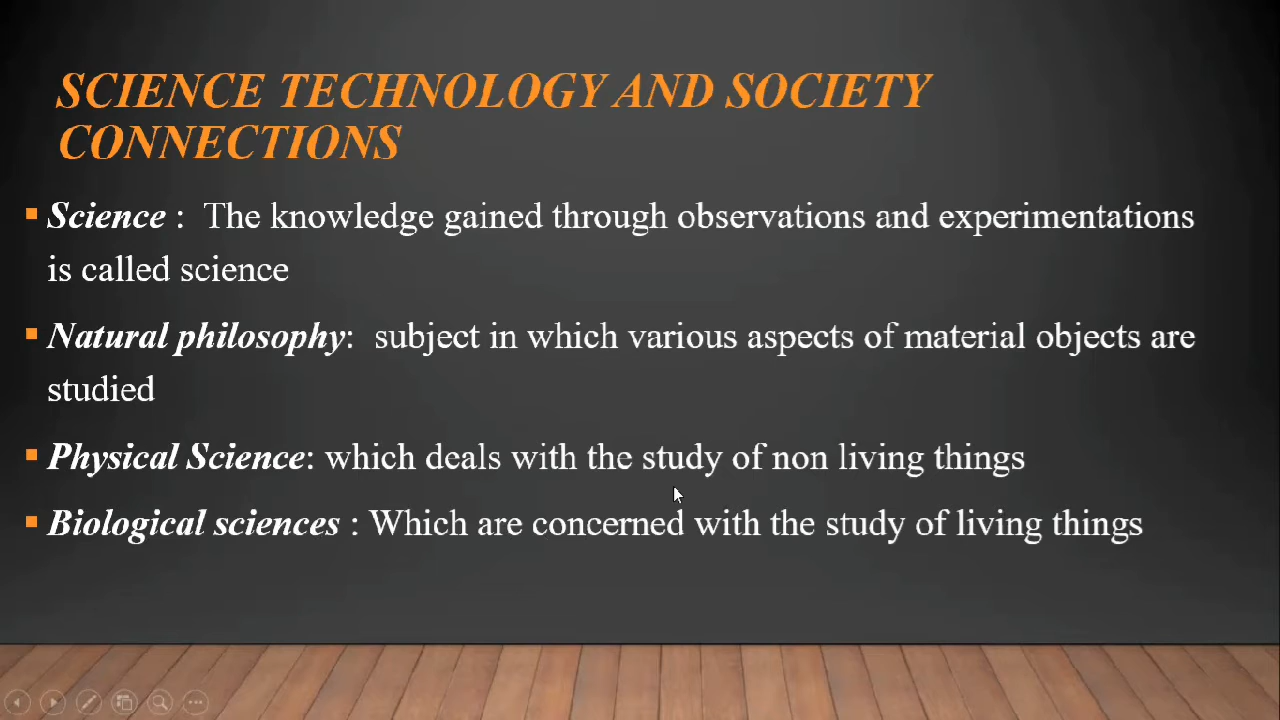 SCIENCE TECHNOLOGY AND SOCIETY
CONNECTIONS
Science : The knowledge gained through observations and experimentations
is called science
Natural philosophy: subject in which various aspects of material objects are
studied
Physical Science: which deals with the study of non living things
Biological sciences : Which are concerned with the study of living things